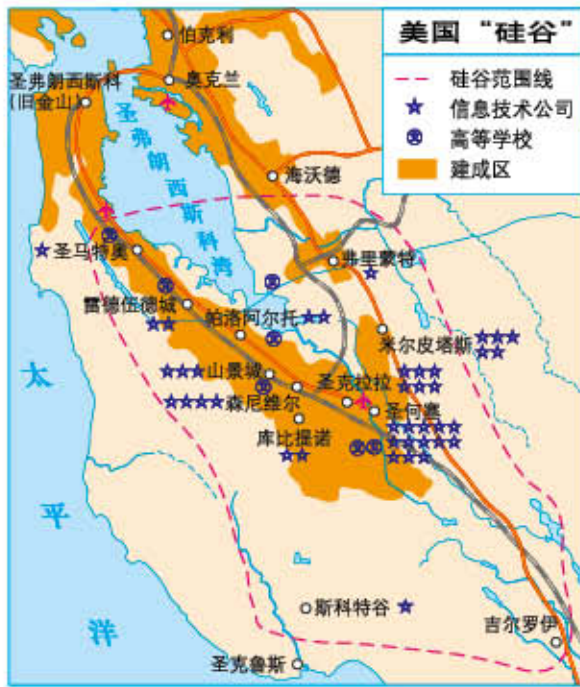 美国“硅谷”
硅谷范围线
信息技术公司
高等学校
建成区
伯克利
奥克兰
圣弗朗西斯科
(旧金山)
圣弗朗西斯科湾
海沃德
圣马特奥
弗里蒙特
雷德伍德城
帕洛阿尔托
米尔皮塔斯
太平洋
山景城
圣克拉拉
森尼维尔
圣何塞
库比提诺
斯科特谷
吉尔罗伊
圣克鲁斯